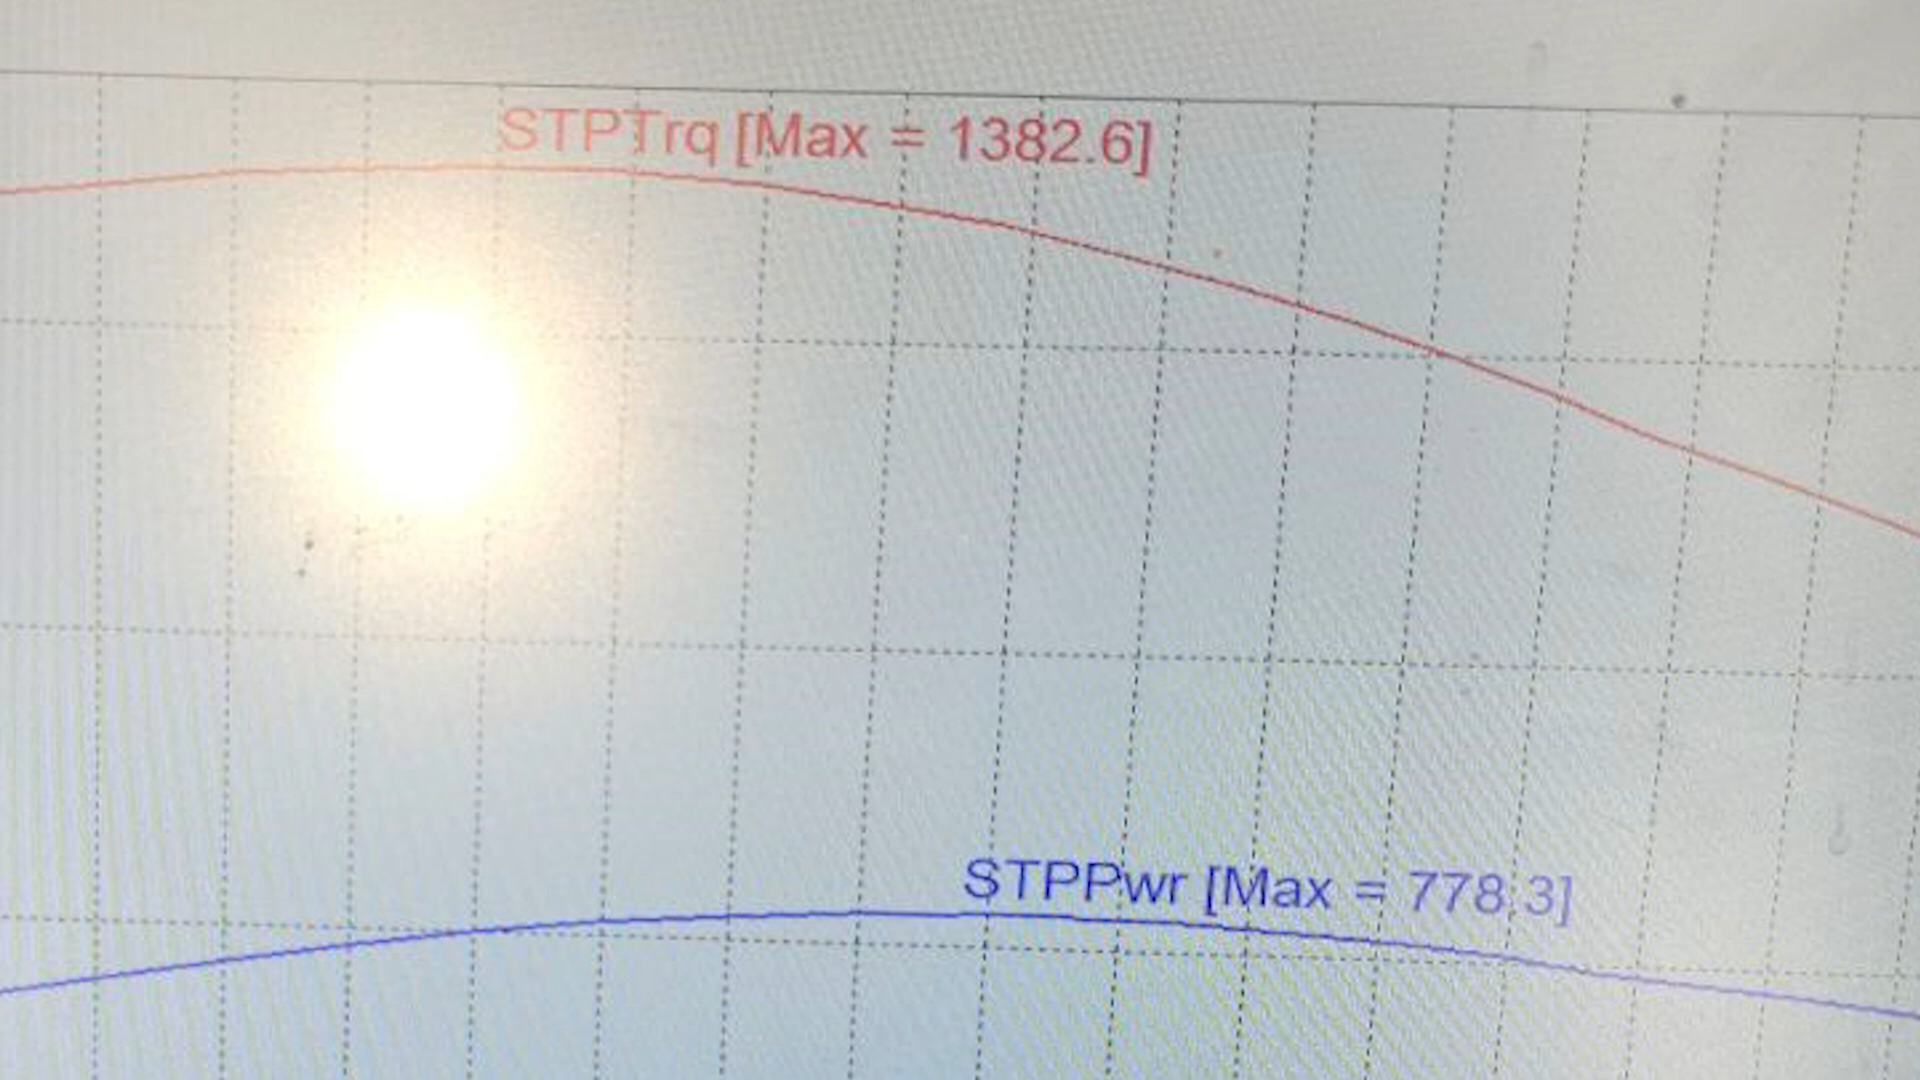 STPTrq [Max = 1382.6]
STPPwr [Max = 778.3]